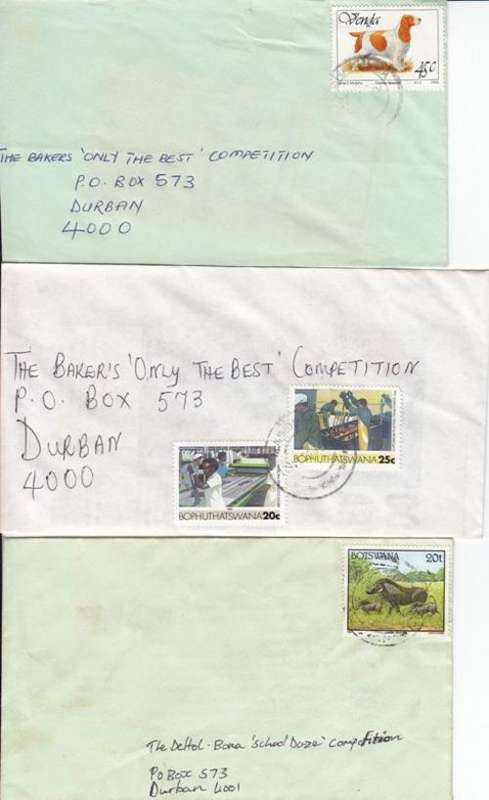 Venda
45c
THE BAKERS 'ONLY THE BEST' COMPETITION
P.O. BOX 573
DURBAN
4000
THE BAKER'S 'ONLY THE BEST' COMPETITION
P.O. BOX 573
DURBAN
4000
BOPHUTHATSWANA 25c
BOPHUTHATSWANA 20c
BOTSWANA 20t
The Dettol - Bona 'School Daze' Competition
PO Box 573
Durban 4001